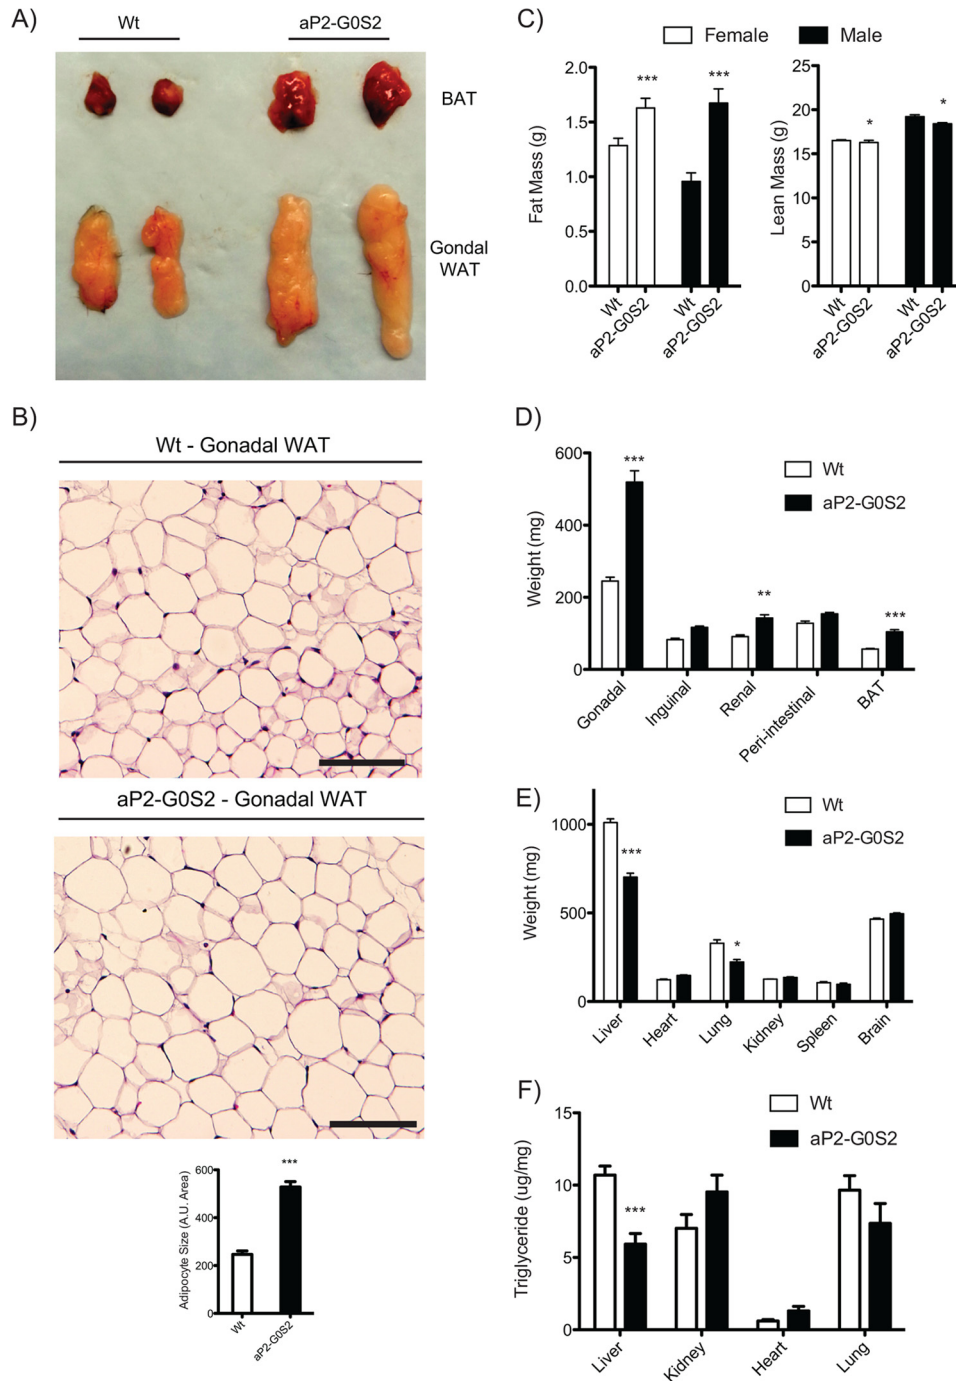 A)
Wt
aP2-G0S2
BAT
Gondal
WAT
B)
Wt - Gonadal WAT
aP2-G0S2 - Gonadal WAT
Adipocyte Size (A.U. Area)
600
400
200
0
***
Wt
aP2-G0S2
C)
Female
Male
Fat Mass (g)
2.0
1.5
1.0
0.5
0.0
***
***
Wt
aP2-G0S2
Wt
aP2-G0S2
Lean Mass (g)
25
20
15
10
5
0
*
*
Wt
aP2-G0S2
Wt
aP2-G0S2
D)
Wt
aP2-G0S2
Weight (mg)
600
400
200
0
***
**
***
Gonadal
Inguinal
Renal
Peri-intestinal
BAT
E)
Wt
aP2-G0S2
Weight (mg)
1000
500
0
***
*
Liver
Heart
Lung
Kidney
Spleen
Brain
F)
Wt
aP2-G0S2
Triglyceride (ug/mg)
15
10
5
0
***
Liver
Kidney
Heart
Lung